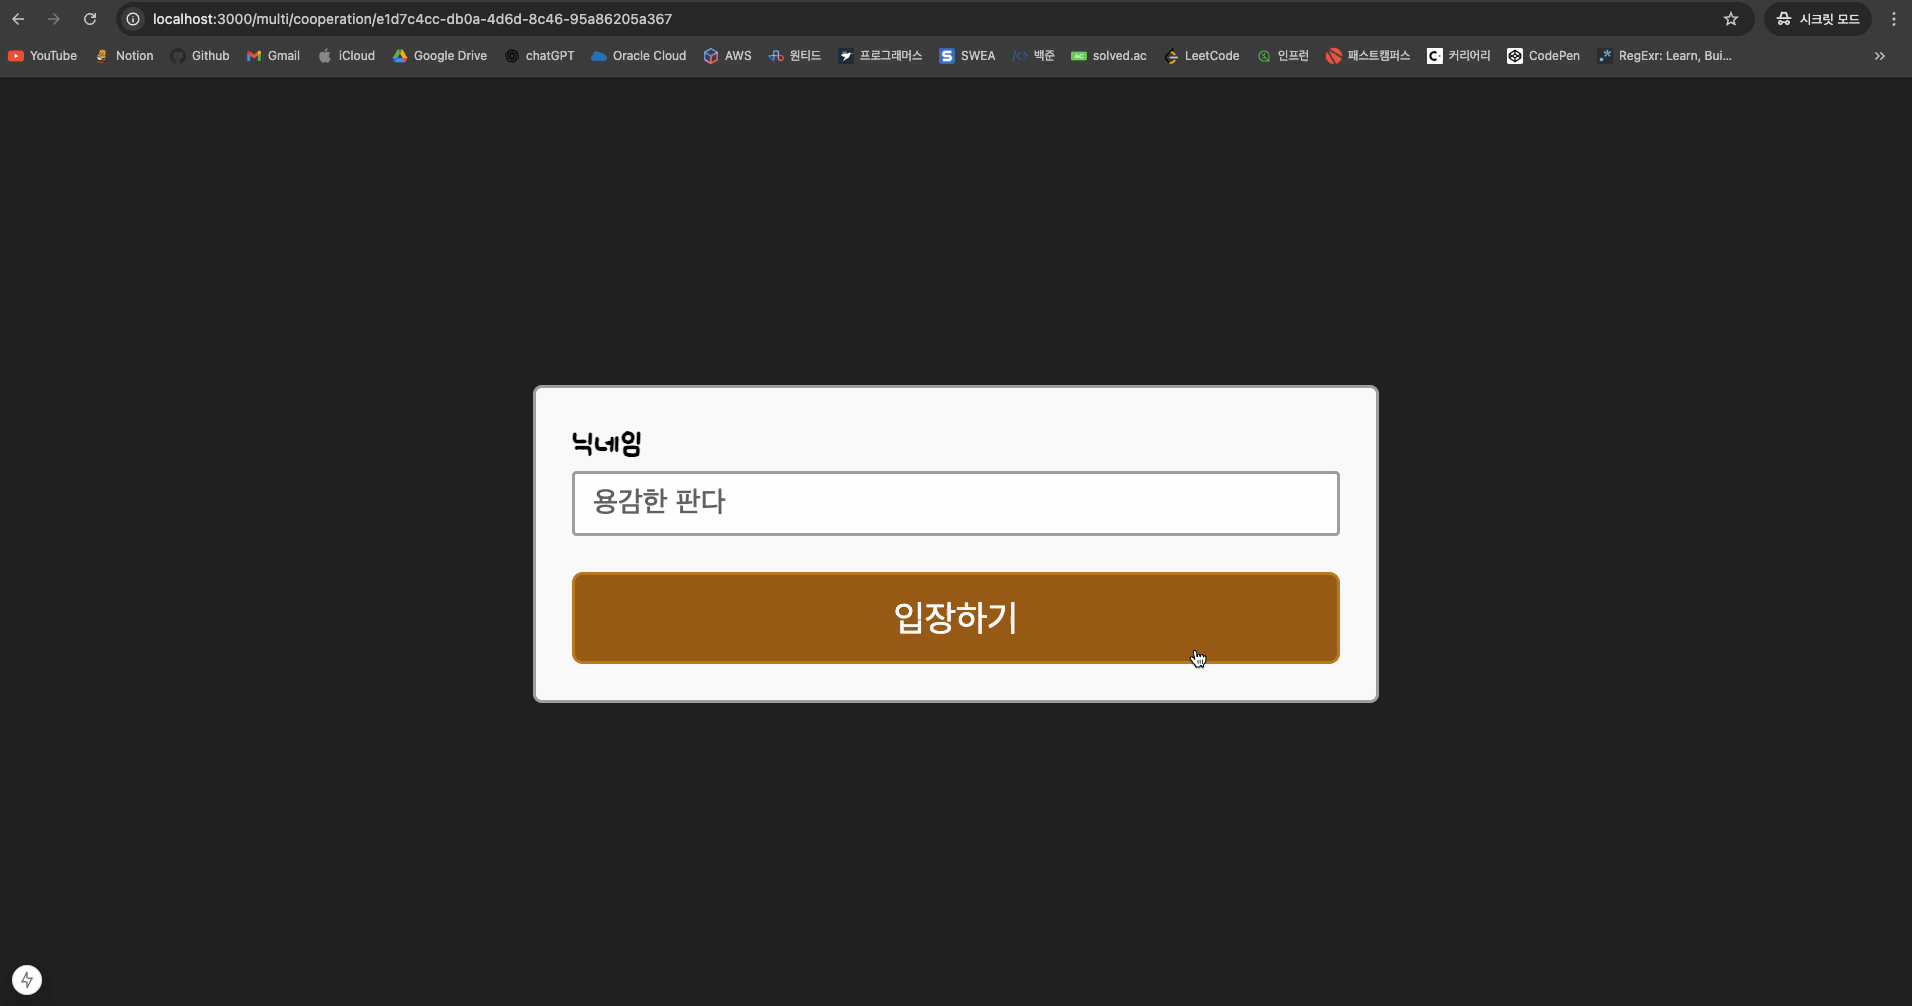 localhost:3000/multi/cooperation/e1d7c4cc-db0a-4d6d-8c46-95a86205a367
시크릿 모드
YouTube Notion Github Gmail iCloud Google Drive chatGPT Oracle Cloud AWS 원티드 프로그래머스 SWEA 백준 solved.ac LeetCode 인프런 패스트캠퍼스 커리어리 CodePen RegExr: Learn, Bui...
닉네임
용감한 판다
입장하기